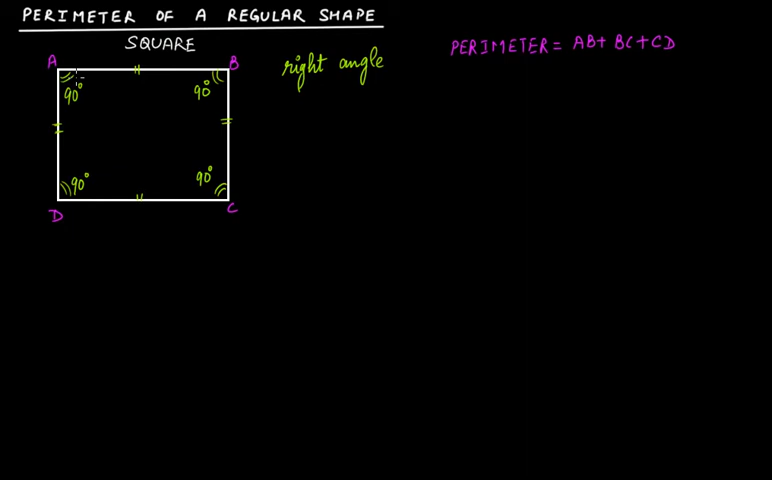 PERIMETER OF A REGULAR SHAPE
SQUARE
PERIMETER = AB + BC + CD
A
B
right angle
90°
90°
90°
90°
D
C